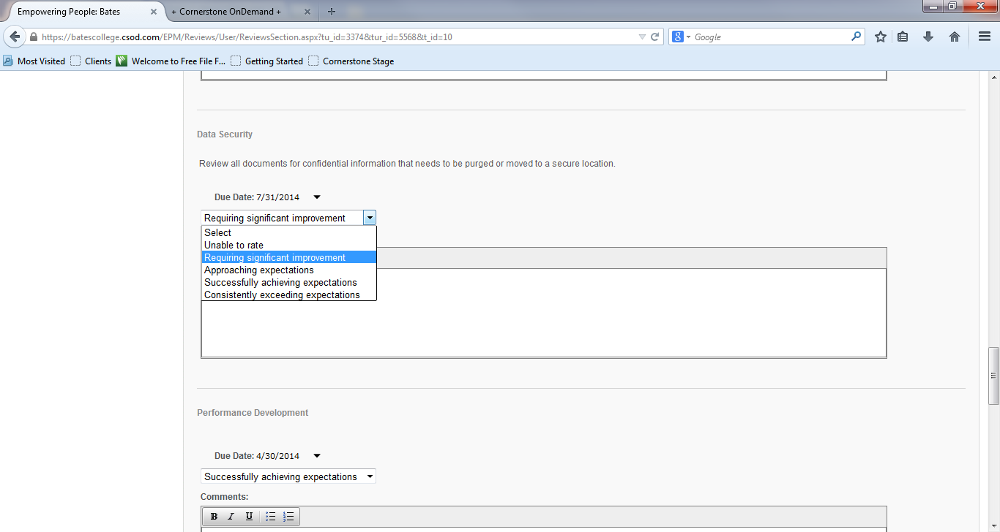 Empowering People: Bates
+ Cornerstone OnDemand +
https://batescollege.csod.com/EPM/Reviews/User/ReviewsSection.aspx?tu_id=3374&tur_id=5568&t_id=10
8 Google
Most Visited Clients Welcome to Free File F... Getting Started Cornerstone Stage
Data Security
Review all documents for confidential information that needs to be purged or moved to a secure location.
Due Date: 7/31/2014
Requiring significant improvement
Select
Unable to rate
Requiring significant improvement
Approaching expectations
Successfully achieving expectations
Consistently exceeding expectations
Performance Development
Due Date: 4/30/2014
Successfully achieving expectations
Comments:
B I U